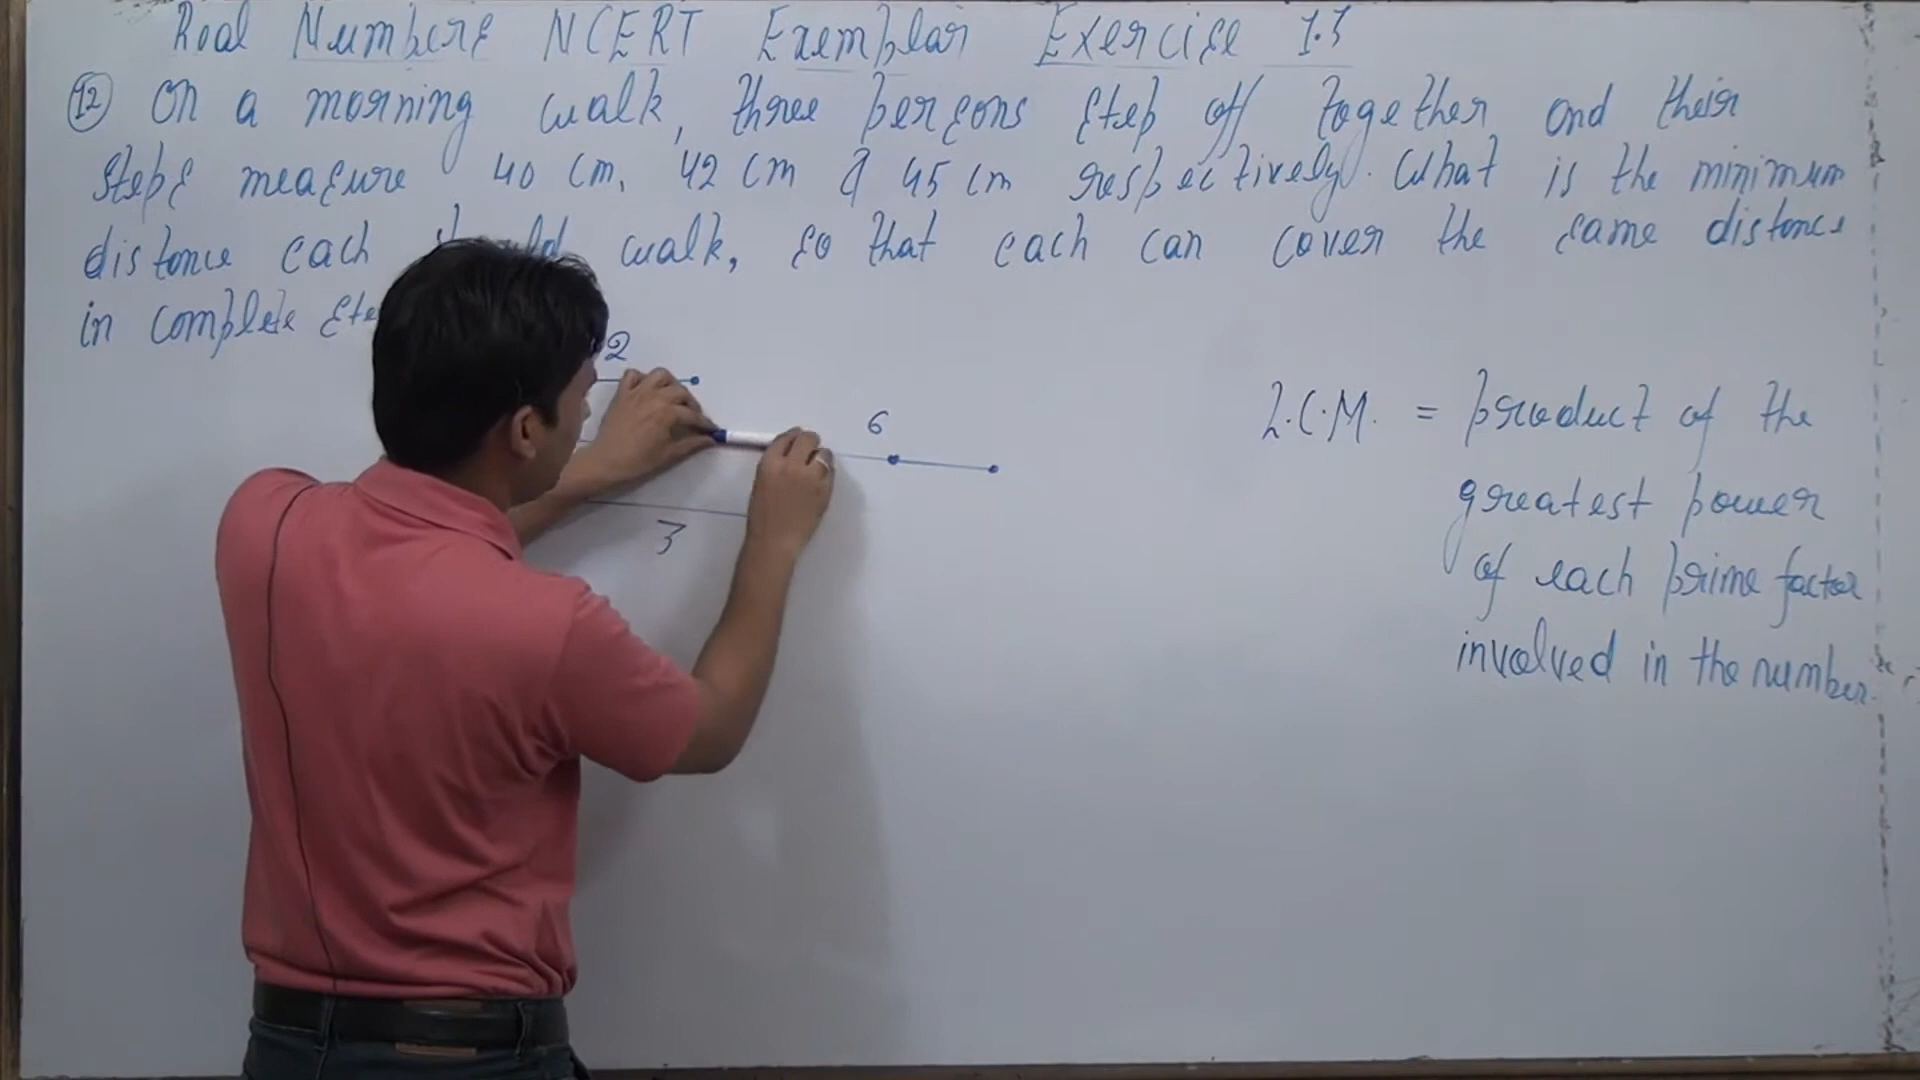 Real Numbers NCERT Exemplar Exercise 1.3
12 On a morning walk, three persons step off together and their
steps measure 40 cm, 42 cm & 45 cm respectively. What is the minimum
distance each walk, so that each can cover the same distance
in complete
2
6
3
L.C.M. = product of the
greatest power
of each prime factor
involved in the number.